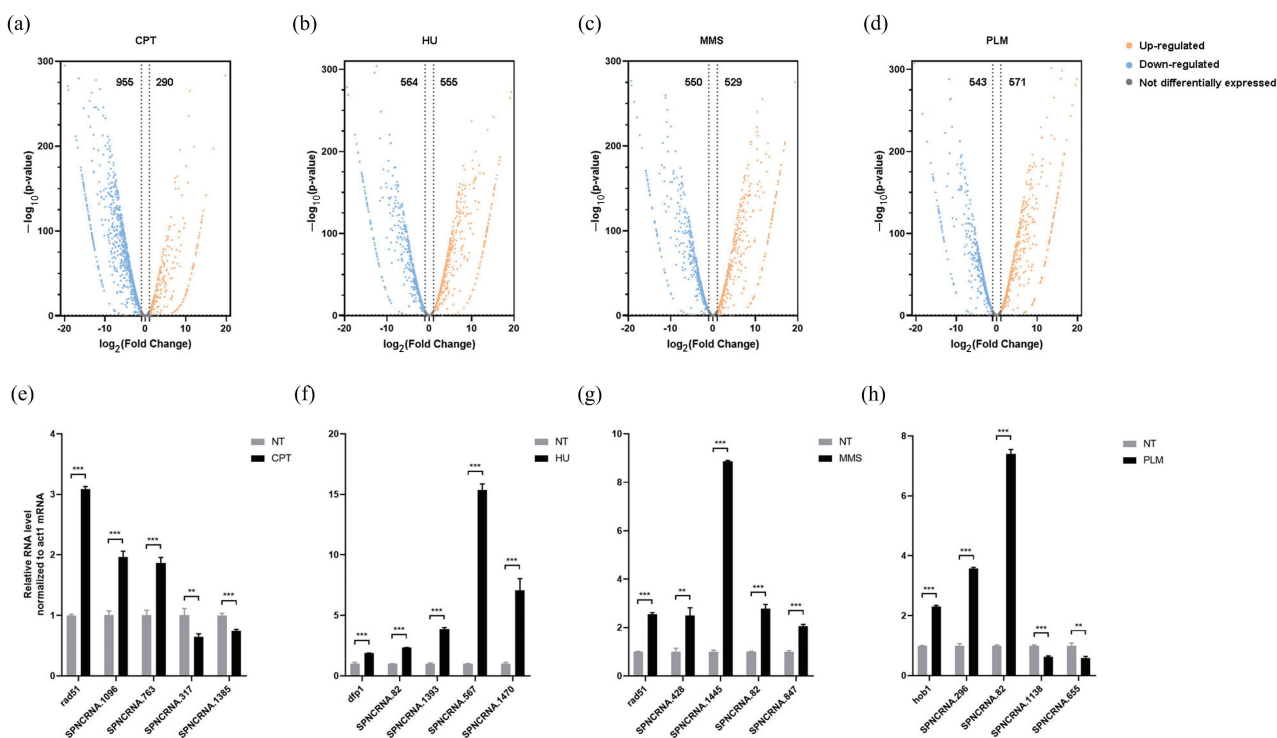 (a)
CPT
300
200
100
0
-20
-10
0
10
20
955
290
−log10(p-value)
log2(Fold Change)
(b)
HU
300
200
100
0
-20
-10
0
10
20
564
555
−log10(p-value)
log2(Fold Change)
(c)
MMS
300
200
100
0
-20
-10
0
10
20
550
529
−log10(p-value)
log2(Fold Change)
(d)
PLM
300
200
100
0
-20
-10
0
10
20
543
571
−log10(p-value)
log2(Fold Change)
Up-regulated
Down-regulated
Not differentially expressed
(e)
Relative RNA level
normalized to act1 mRNA
4
3
2
1
0
***
***
***
**
***
NT
CPT
rad51
SPNCRNA.1096
SPNCRNA.763
SPNCRNA.317
SPNCRNA.1385
(f)
20
15
10
5
0
***
***
***
***
***
NT
HU
dfp1
SPNCRNA.82
SPNCRNA.1393
SPNCRNA.567
SPNCRNA.1470
(g)
10
8
6
4
2
0
***
**
***
***
***
NT
MMS
rad51
SPNCRNA.428
SPNCRNA.1445
SPNCRNA.82
SPNCRNA.847
(h)
8
6
4
2
0
***
***
***
***
**
NT
PLM
hob1
SPNCRNA.296
SPNCRNA.82
SPNCRNA.1138
SPNCRNA.655